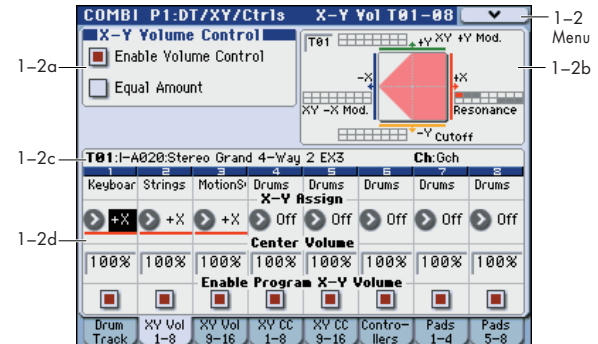 COMBI P1:DT/XY/Ctrls X-Y Vol T01-08
1-2
Menu
X-Y Volume Control
Enable Volume Control
Equal Amount
1-2a
T01
+Y XY +Y Mod.
-X
+X
XY -X Mod.
Resonance
-Y Cutoff
1-2b
1-2c
T01:I-A020:Stereo Grand 4-Way 2 EX3 Ch:Gch
1 2 3 4 5 6 7 8
Keyboar Strings MotionS Drums Drums Drums Drums Drums
X-Y Assign
1-2d
+X +X +X Off Off Off Off Off
Center Volume
100% 100% 100% 100% 100% 100% 100% 100%
Enable Program X-Y Volume
Drum Track XY Vol 1-8 XY Vol 9-16 XY CC 1-8 XY CC 9-16 Contro-llers Pads 1-4 Pads 5-8